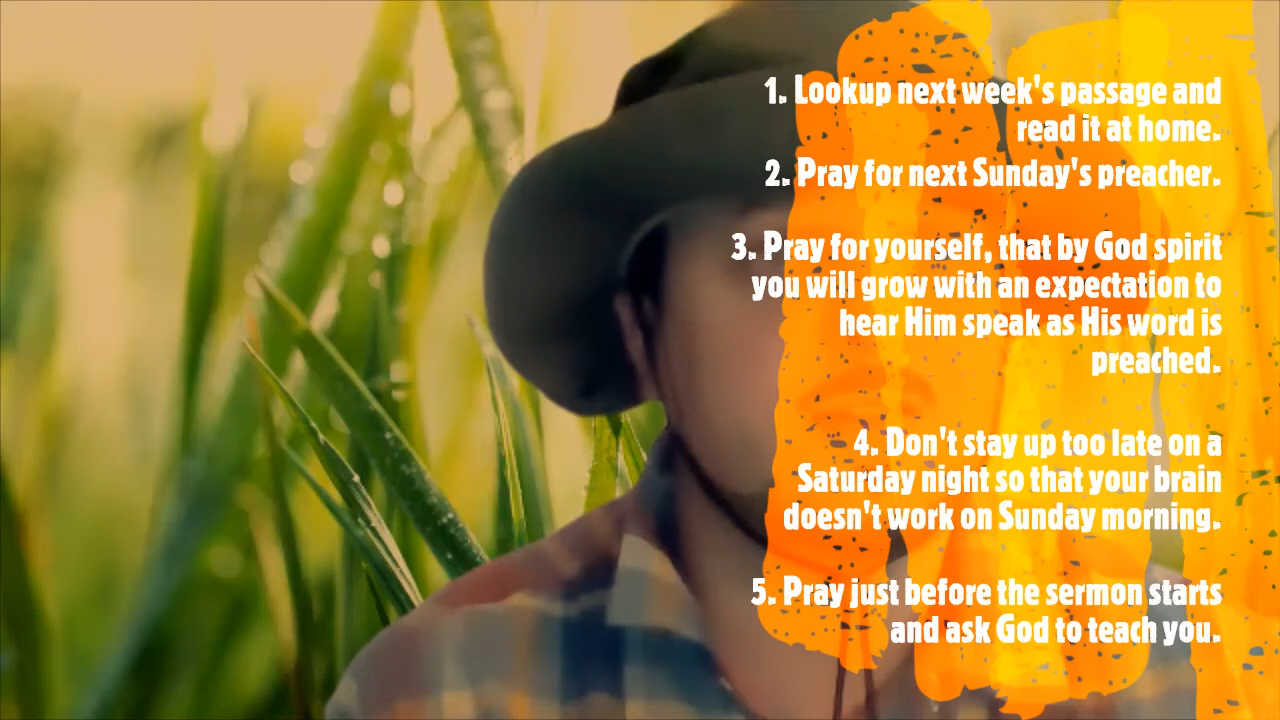 1. Lookup next week's passage and
read it at home.
2. Pray for next Sunday's preacher.
3. Pray for yourself, that by God spirit
you will grow with an expectation to
hear Him speak as His word is
preached.
4. Don't stay up too late on a
Saturday night so that your brain
doesn't work on Sunday morning.
5. Pray just before the sermon starts
and ask God to teach you.